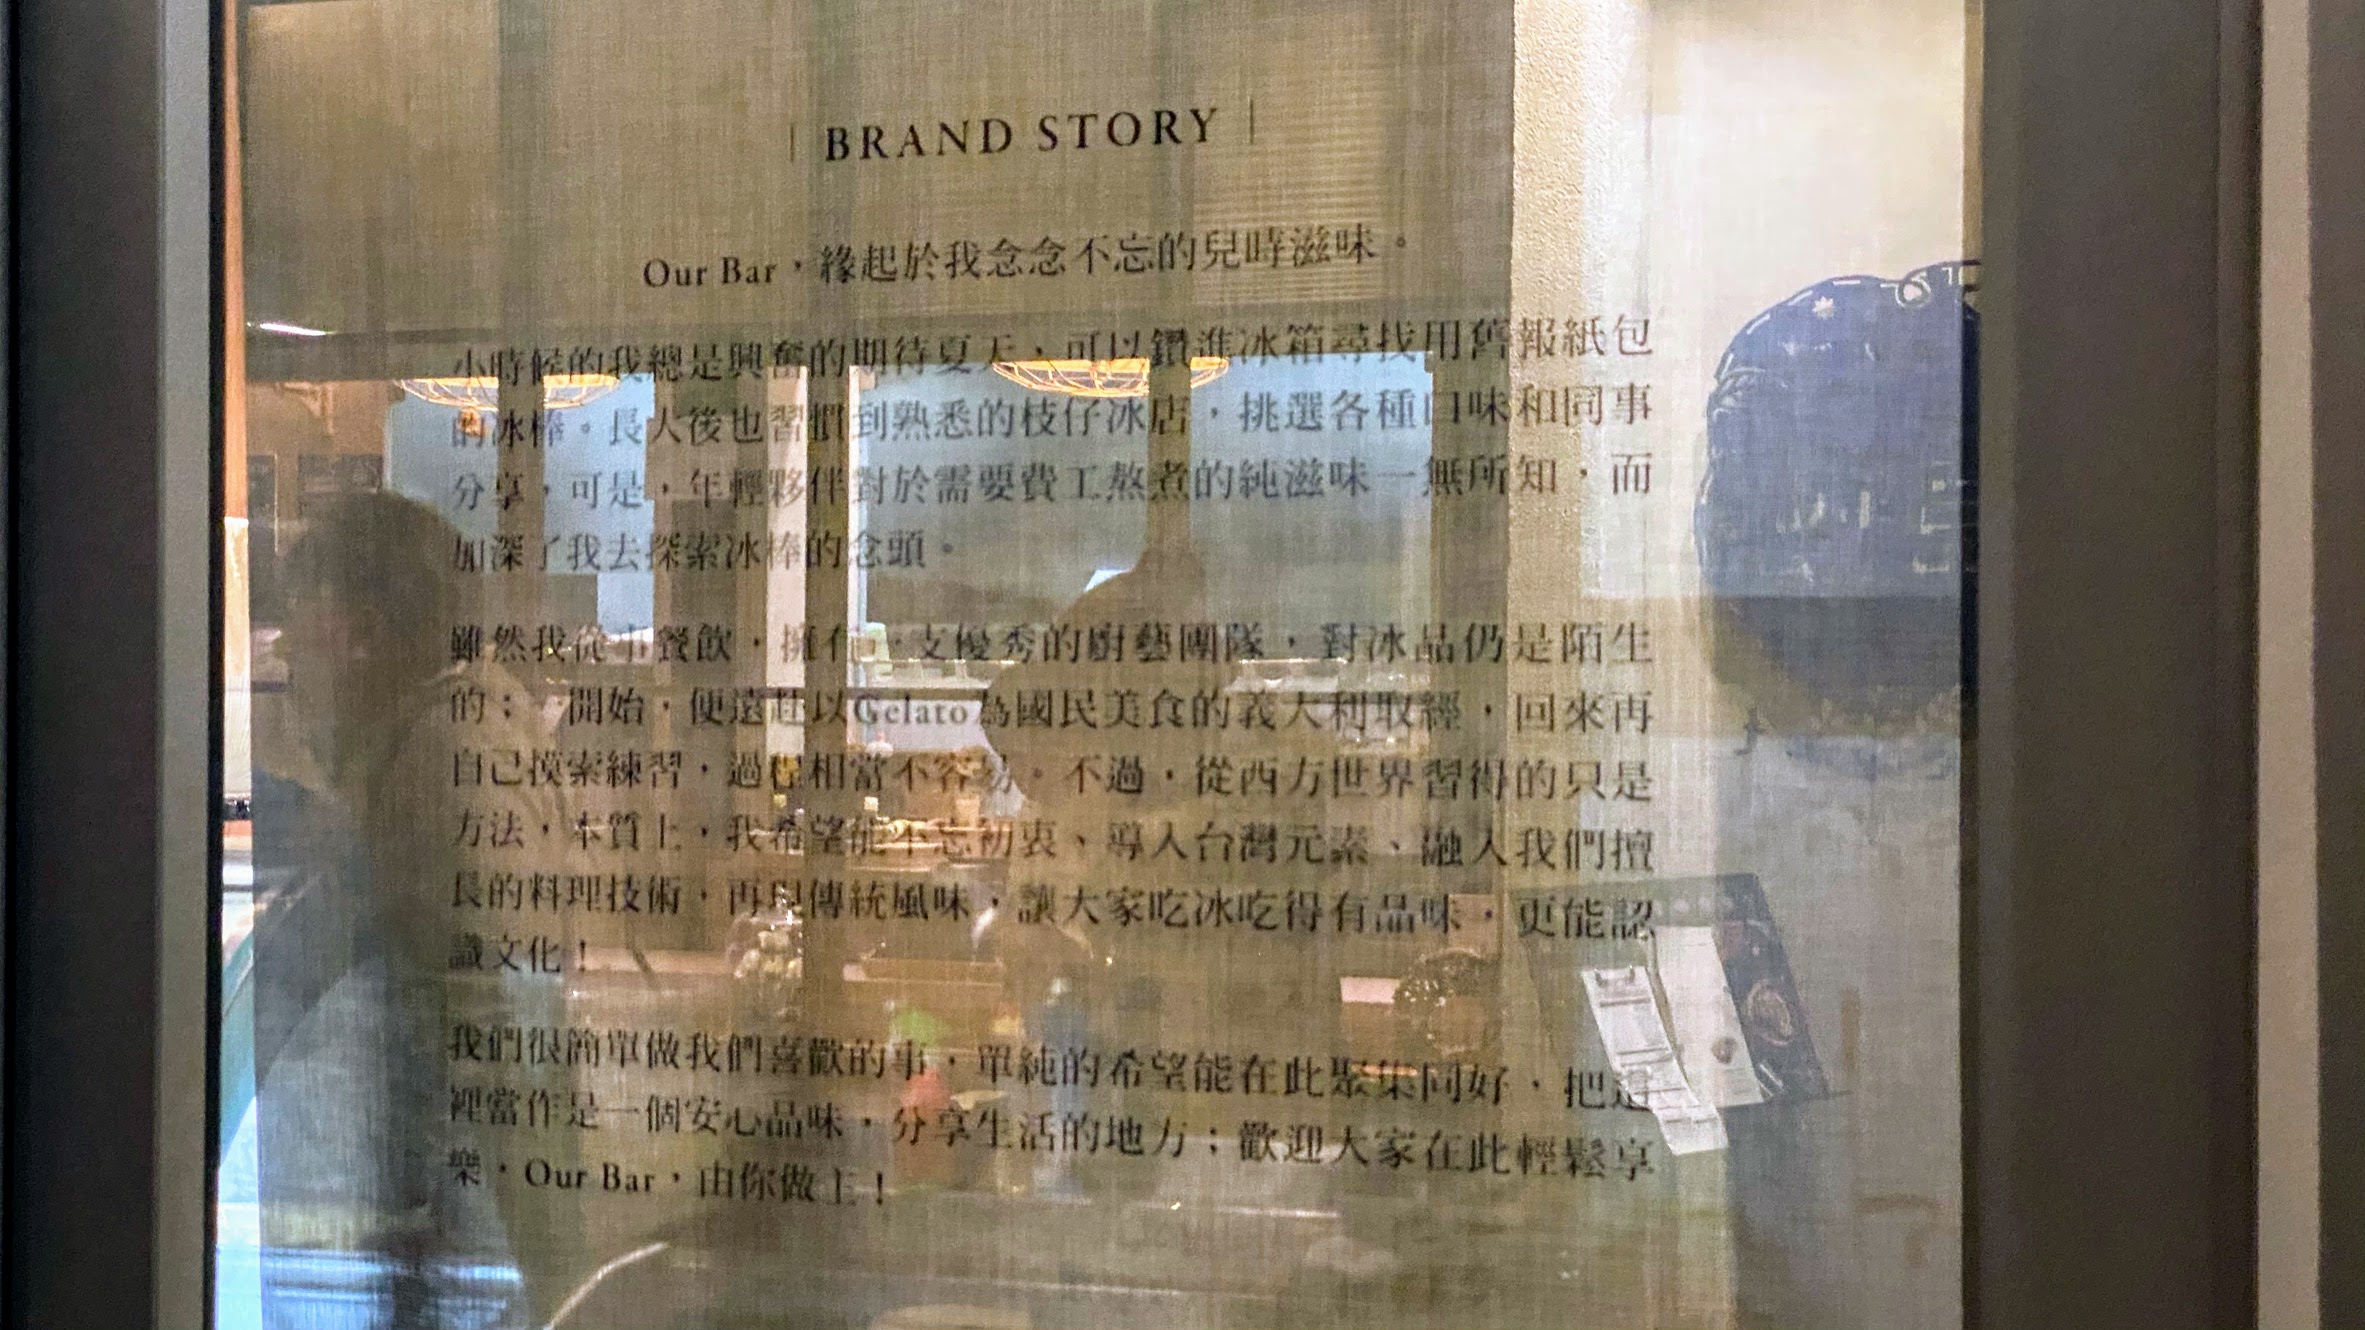 BRAND STORY
Our Bar，緣起於我念念不忘的兒時滋味。
小時候的我總是興奮的期待夏天，可以鑽進冰箱尋找用舊報紙包
的冰棒。長大後也習慣到熟悉的枝仔冰店，挑選各種口味和同事
分享，可是，年輕夥伴對於需要費工熬煮的純滋味一無所知，而
加深了我去探索冰棒的念頭。
雖然我從事餐飲，擁有一支優秀的廚藝團隊，對冰品仍是陌生
的；一開始，便遠赴以Gelato為國民美食的義大利取經，回來再
自己摸索練習，過程相當不容易。不過，從西方世界習得的只是
方法，本質上，我希望能不忘初衷、導入台灣元素、融入我們擅
長的料理技術，再現傳統風味，讓大家吃冰吃得有品味，更能認
識文化！
我們很簡單做我們喜歡的事，單純的希望能在此聚集同好，把這
裡當作是一個安心品味，分享生活的地方；歡迎大家在此輕鬆享
樂，Our Bar，由你做主！